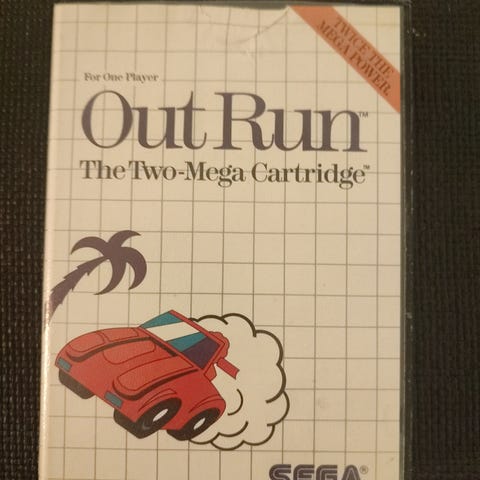 TWICE THE
MEGA POWER.
For One Player
Out Run™
The Two-Mega Cartridge™
SEGA®